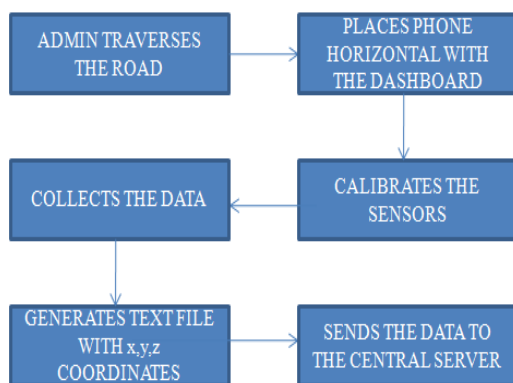 ADMIN TRAVERSES
THE ROAD
PLACES PHONE
HORIZONTAL WITH
THE DASHBOARD
CALIBRATES THE
SENSORS
COLLECTS THE DATA
GENERATES TEXT FILE
WITH x,y,z
COORDINATES
SENDS THE DATA TO
THE CENTRAL SERVER